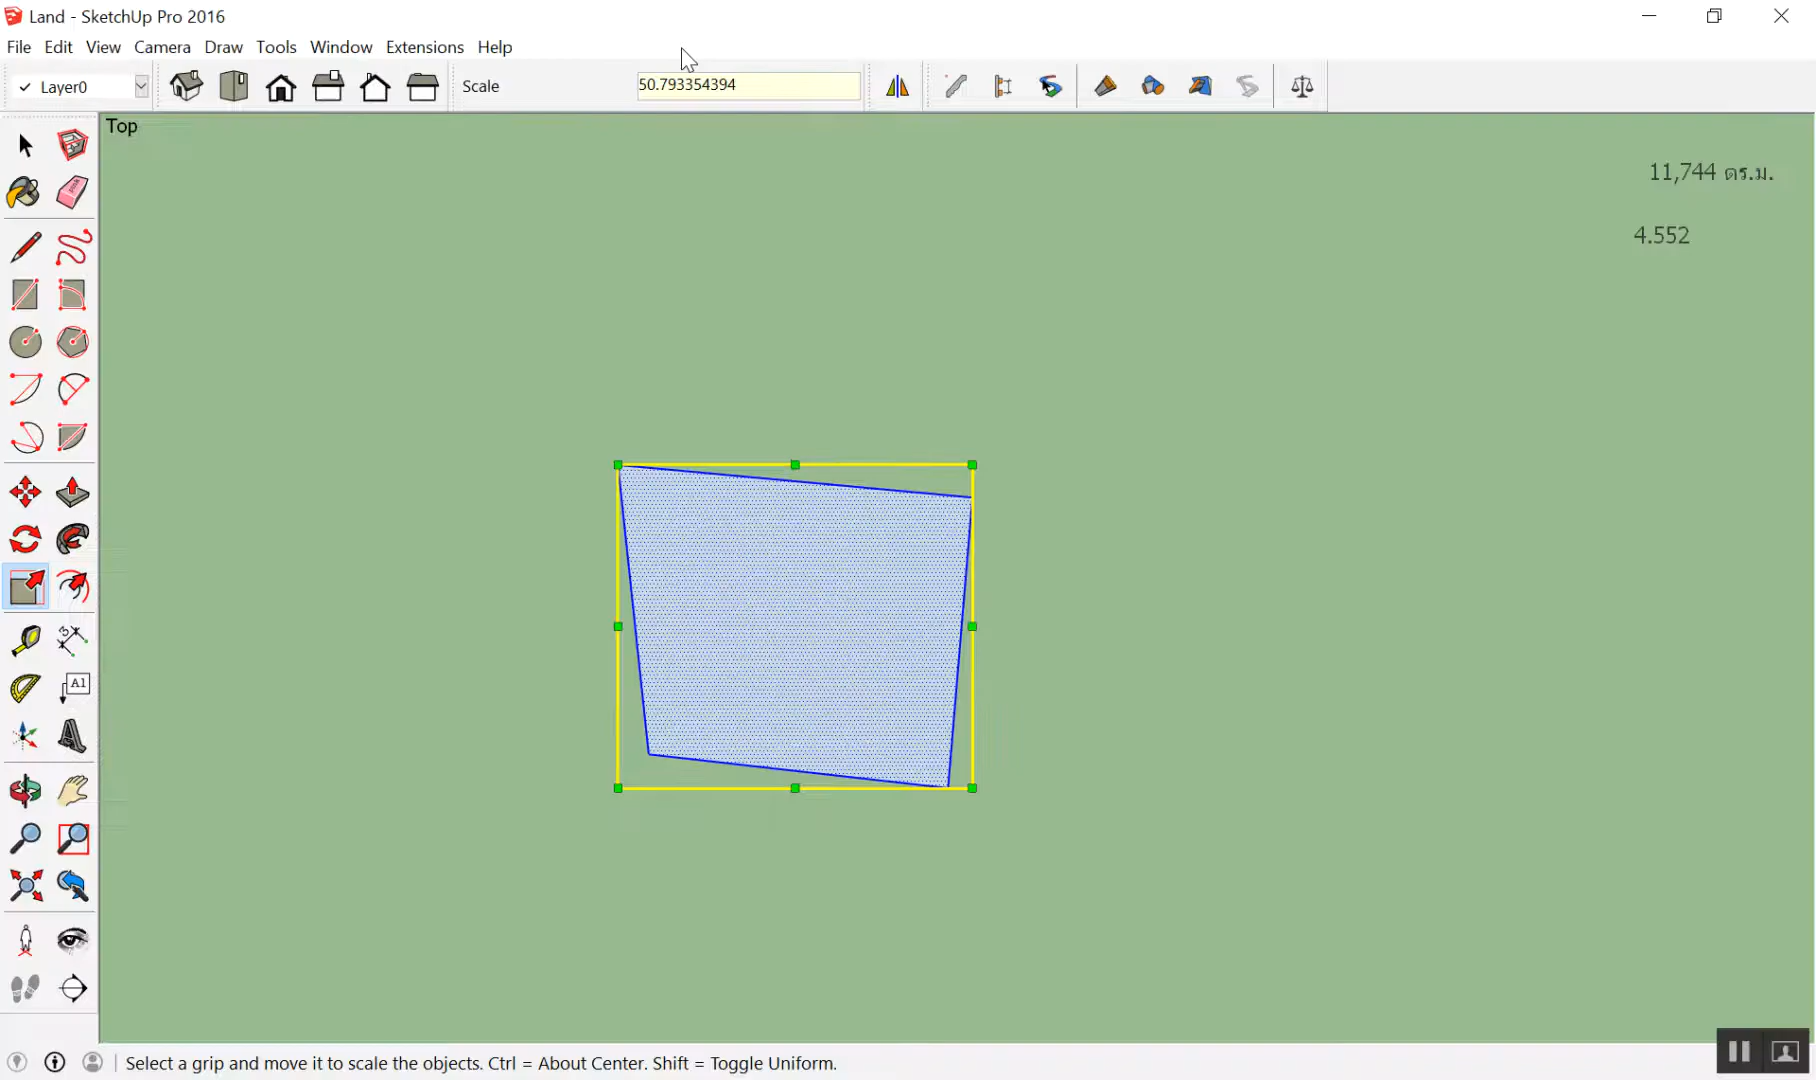 Land - SketchUp Pro 2016
File Edit View Camera Draw Tools Window Extensions Help
Layer0
Scale
50.793354394
Top
11,744 ตร.ม.
4.552
A1
Select a grip and move it to scale the objects. Ctrl = About Center. Shift = Toggle Uniform.